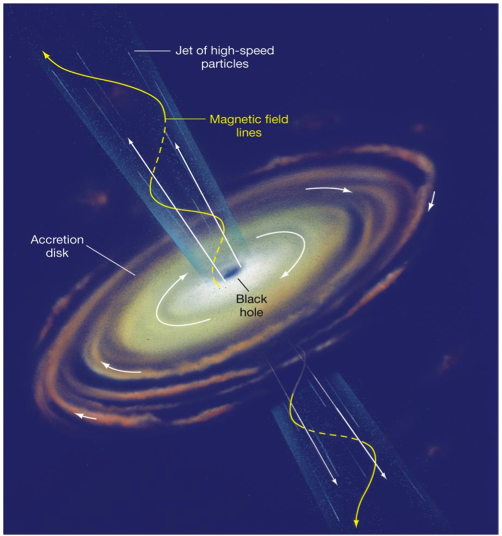 Jet of high-speed
particles
Magnetic field
lines
Accretion
disk
Black
hole